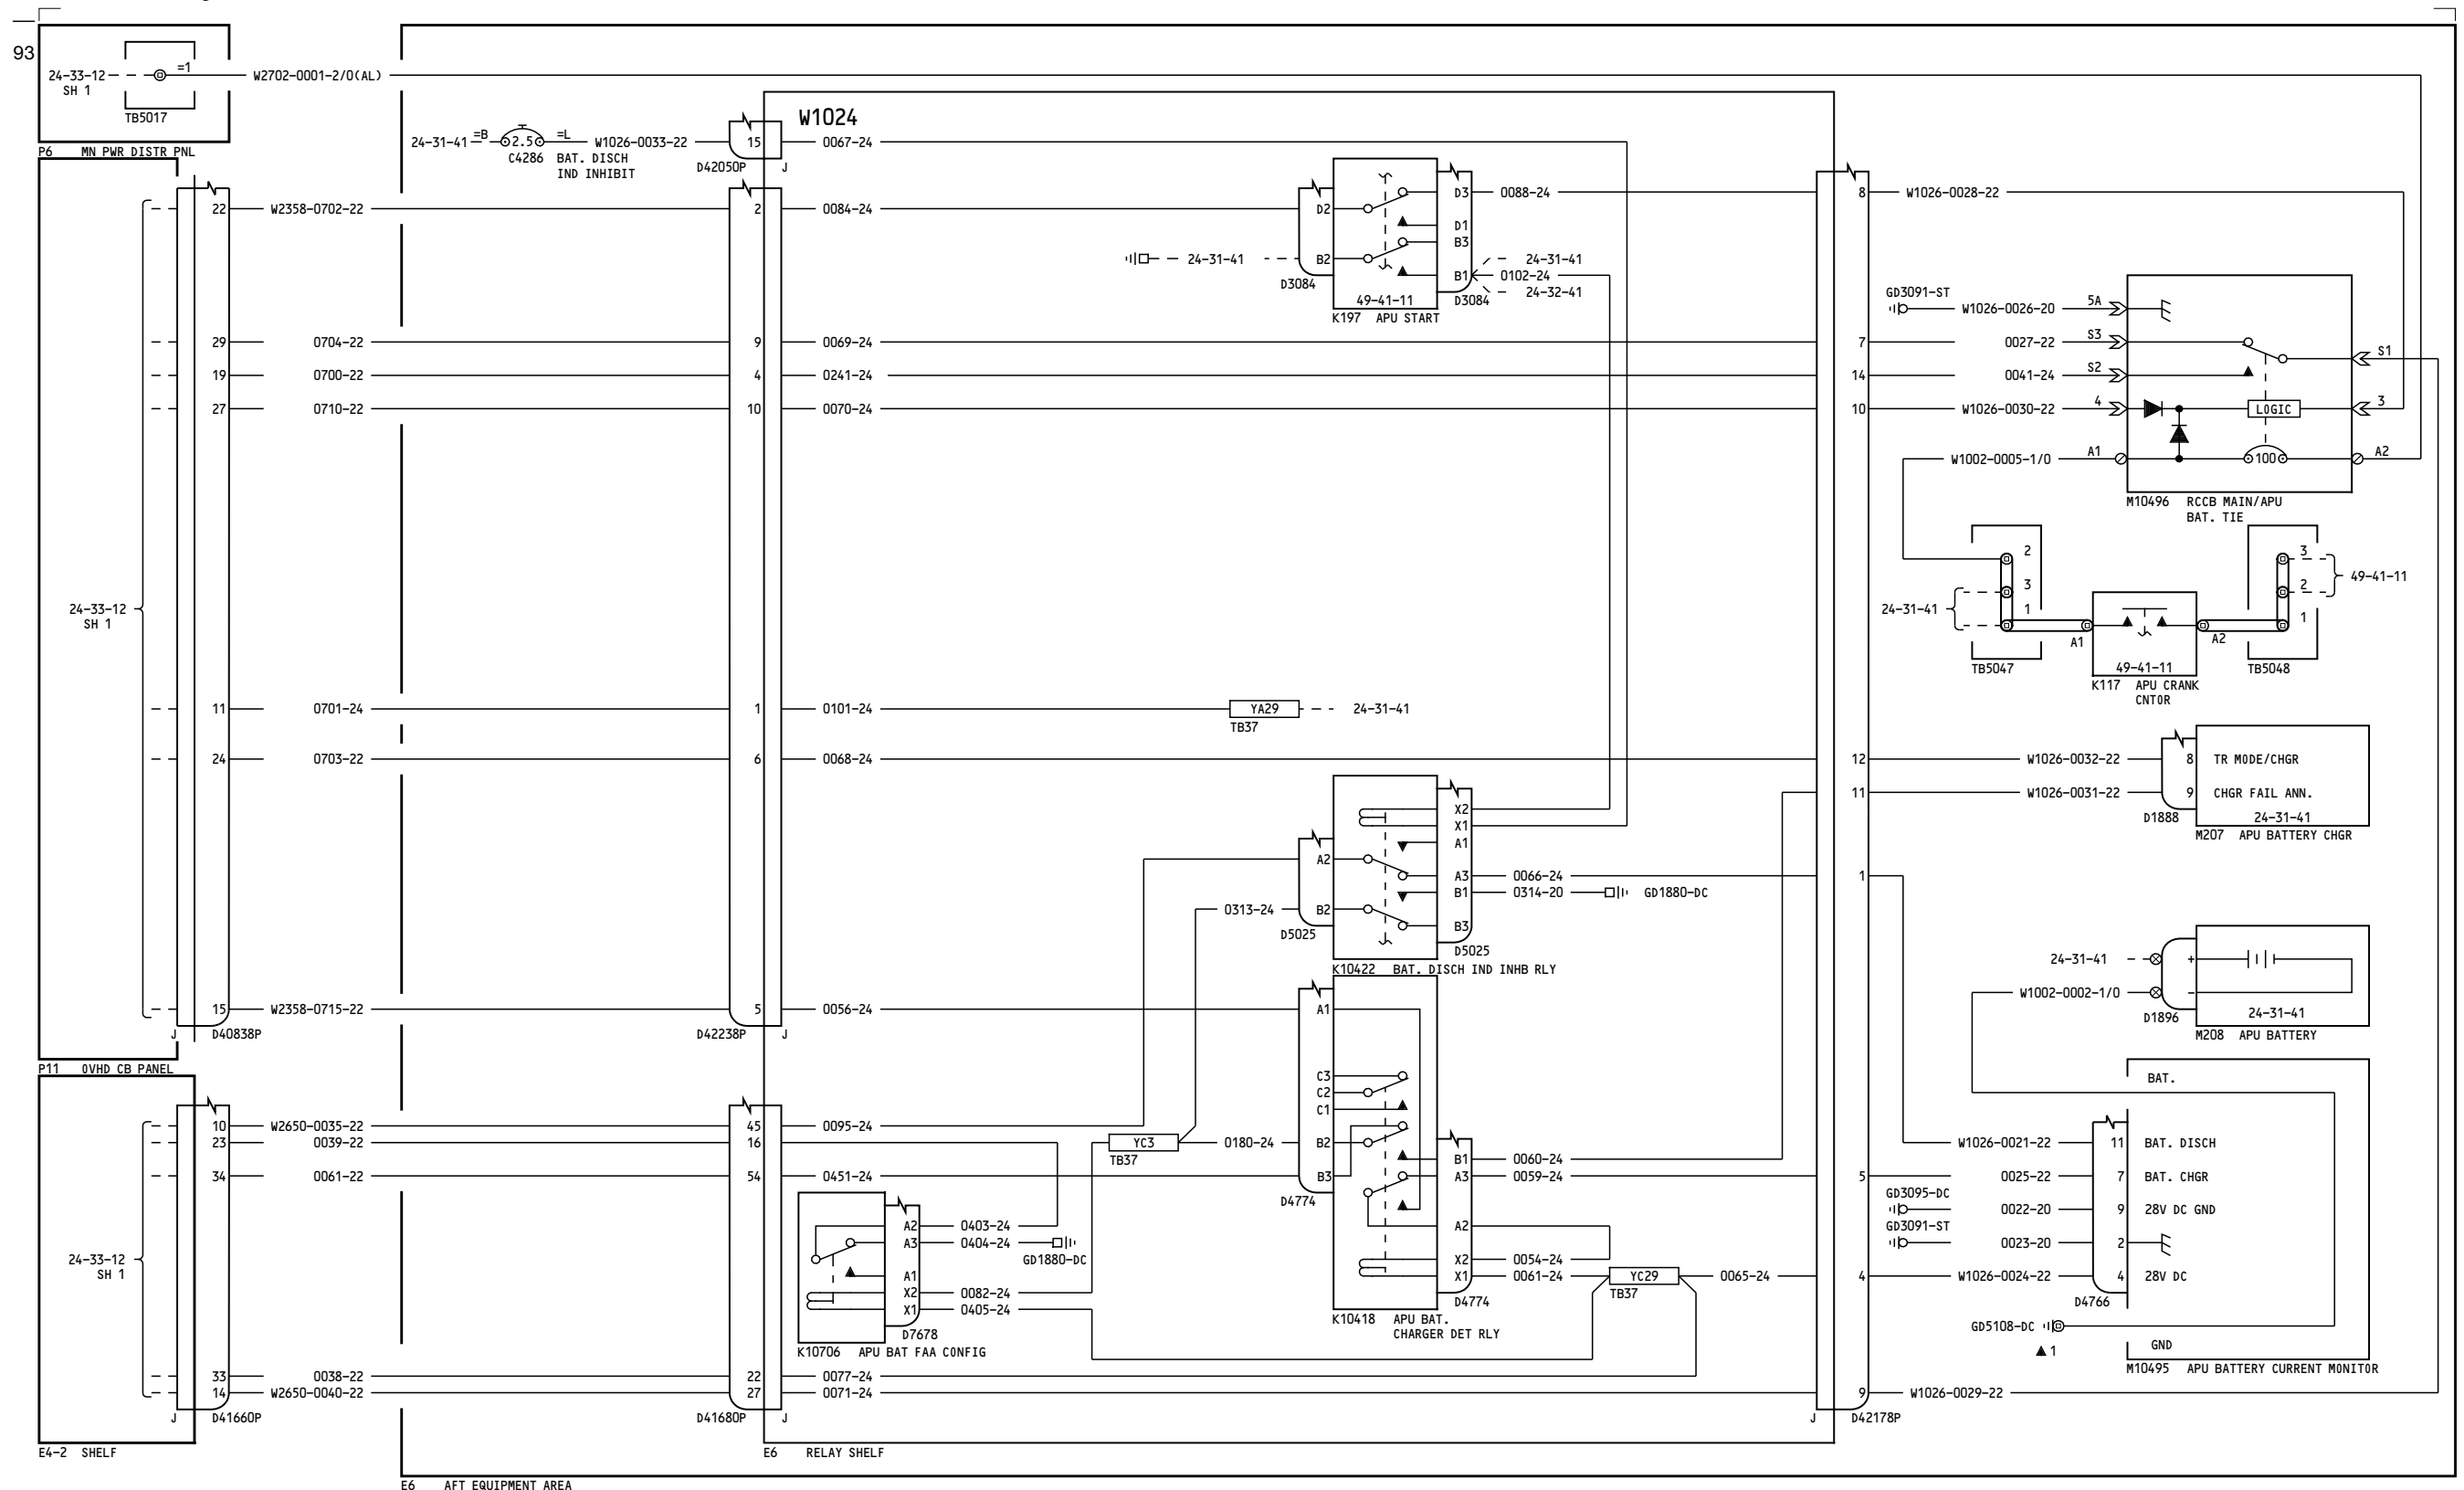 93
24-33-12
SH 1
=1
TB5017
W2702-0001-2/0(AL)
P6 MN PWR DISTR PNL
24-31-41
=B
2.5
=L
C4286 BAT. DISCH
IND INHIBIT
W1026-0033-22
15
D42050P
J
W1024
0067-24
22
W2358-0702-22
2
0084-24
D2
B2
D3084
24-31-41
49-41-11
K197 APU START
D3
D1
B3
B1
D3084
0088-24
24-31-41
0102-24
24-32-41
8
W1026-0028-22
29
0704-22
9
0069-24
7
19
0700-22
4
0241-24
14
27
0710-22
10
0070-24
10
GD3091-ST
W1026-0026-20
5A
0027-22
S3
0041-24
S2
W1026-0030-22
4
W1002-0005-1/0
A1
S1
LOGIC
3
100
A2
M10496 RCCB MAIN/APU
BAT. TIE
24-33-12
SH 1
24-31-41
2
3
1
TB5047
A1
49-41-11
K117 APU CRANK
CNTOR
A2
3
2
1
TB5048
49-41-11
11
0701-24
1
0101-24
YA29
TB37
24-31-41
24
0703-22
6
0068-24
12
W1026-0032-22
8 TR MODE/CHGR
11
W1026-0031-22
9 CHGR FAIL ANN.
D1888
24-31-41
M207 APU BATTERY CHGR
X2
X1
A1
A2
A3
B1
B2
B3
0066-24
0314-20
GD1880-DC
1
0313-24
D5025
D5025
K10422 BAT. DISCH IND INHB RLY
24-31-41
+
W1002-0002-1/0
-
D1896
24-31-41
M208 APU BATTERY
15
W2358-0715-22
5
0056-24
A1
J
D40838P
D42238P
J
P11 OVHD CB PANEL
C3
C2
C1
B2
B3
D4774
10
W2650-0035-22
45
0095-24
23
0039-22
16
YC3
TB37
0180-24
34
0061-22
54
0451-24
B1
A3
A2
X2
X1
D4774
0060-24
0059-24
0054-24
0061-24
YC29
TB37
0065-24
K10418 APU BAT.
CHARGER DET RLY
A2
A3
A1
X2
X1
D7678
0403-24
0404-24
GD1880-DC
0082-24
0405-24
K10706 APU BAT FAA CONFIG
24-33-12
SH 1
BAT.
W1026-0021-22
11 BAT. DISCH
5
0025-22
7 BAT. CHGR
GD3095-DC
0022-20
9 28V DC GND
GD3091-ST
0023-20
2
4
W1026-0024-22
4 28V DC
D4766
GD5108-DC
1
GND
M10495 APU BATTERY CURRENT MONITOR
33
0038-22
22
0077-24
14
W2650-0040-22
27
0071-24
9
W1026-0029-22
J
D41660P
D41680P
J
J
D42178P
E4-2 SHELF
E6 RELAY SHELF
E6 AFT EQUIPMENT AREA